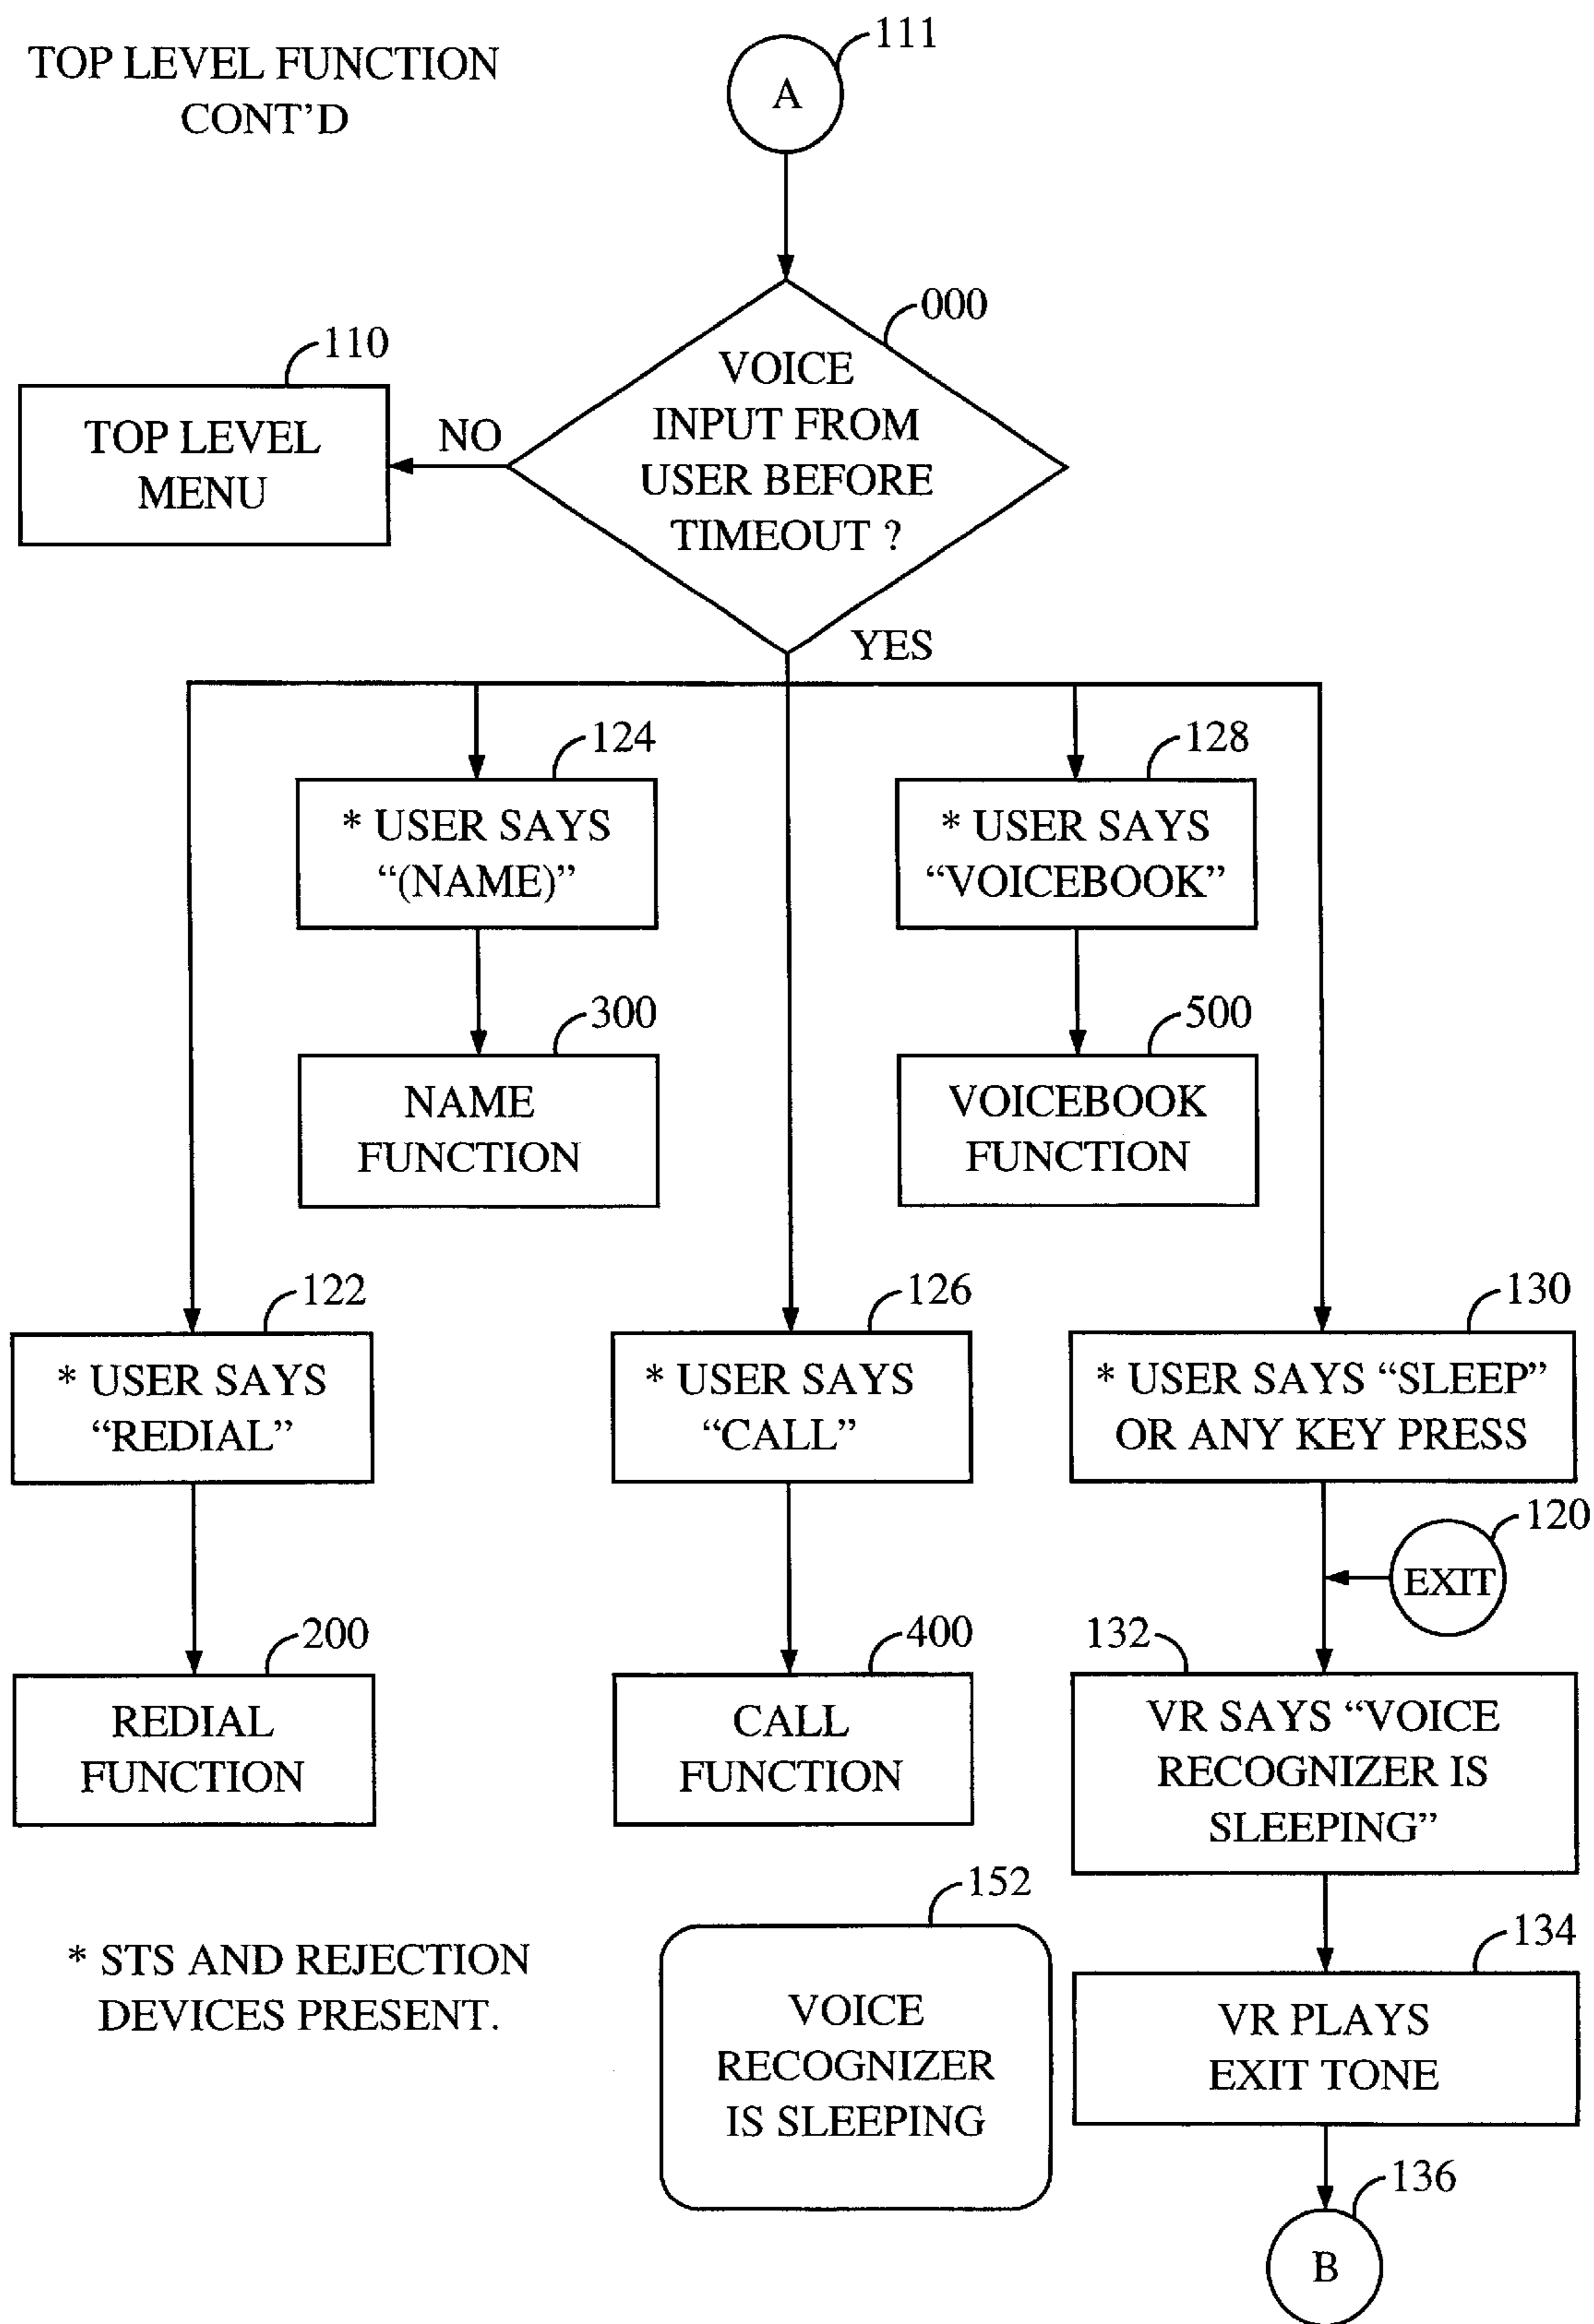 TOP LEVEL FUNCTION
CONT'D
111
A
000
VOICE
INPUT FROM
USER BEFORE
TIMEOUT ?
110
TOP LEVEL
MENU
NO
YES
124
* USER SAYS
“(NAME)”
128
* USER SAYS
“VOICEBOOK”
300
NAME
FUNCTION
500
VOICEBOOK
FUNCTION
122
* USER SAYS
“REDIAL”
126
* USER SAYS
“CALL”
130
* USER SAYS “SLEEP”
OR ANY KEY PRESS
120
EXIT
200
REDIAL
FUNCTION
400
CALL
FUNCTION
132
VR SAYS “VOICE
RECOGNIZER IS
SLEEPING”
* STS AND REJECTION
DEVICES PRESENT.
152
VOICE
RECOGNIZER
IS SLEEPING
134
VR PLAYS
EXIT TONE
136
B